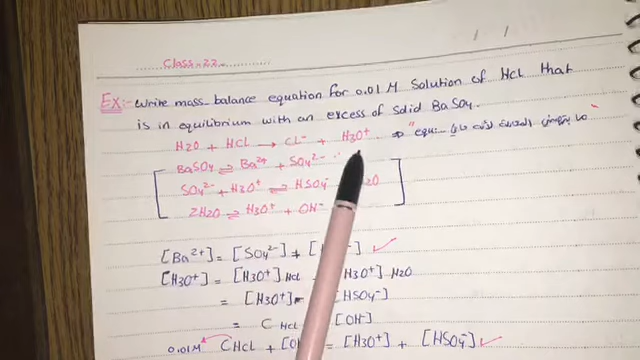 Class 22
Ex:- Write mass-balance equation for 0.01 M Solution of HCl that
is in equilibrium with an excess of Solid BaSO4.
H2O + HCl → Cl⁻ + H3O⁺ ⇒ "equi:
BaSO4 ⇌ Ba²⁺ + SO4²⁻
SO4²⁻ + H3O⁺ ⇌ HSO4⁻ 2O
2H2O ⇌ H3O⁺ + OH⁻
[Ba²⁺] = [SO4²⁻] + [ ⁻] ✓
[H3O⁺] = [H3O⁺] HCl H3O⁺] H2O
= [H3O⁺] [HSO4⁻]
= C HCl [OH⁻]
0.01M CHCl + [O = [H3O⁺] + [HSO4⁻] ✓